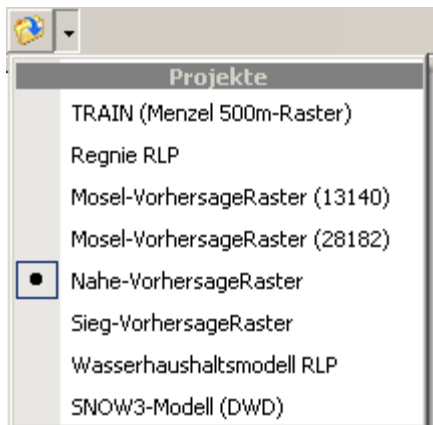 Projekte
TRAIN (Menzel 500m-Raster)
Regnie RLP
Mosel-VorhersageRaster (13140)
Mosel-VorhersageRaster (28182)
Nahe-VorhersageRaster
Sieg-VorhersageRaster
Wasserhaushaltsmodell RLP
SNOW3-Modell (DWD)